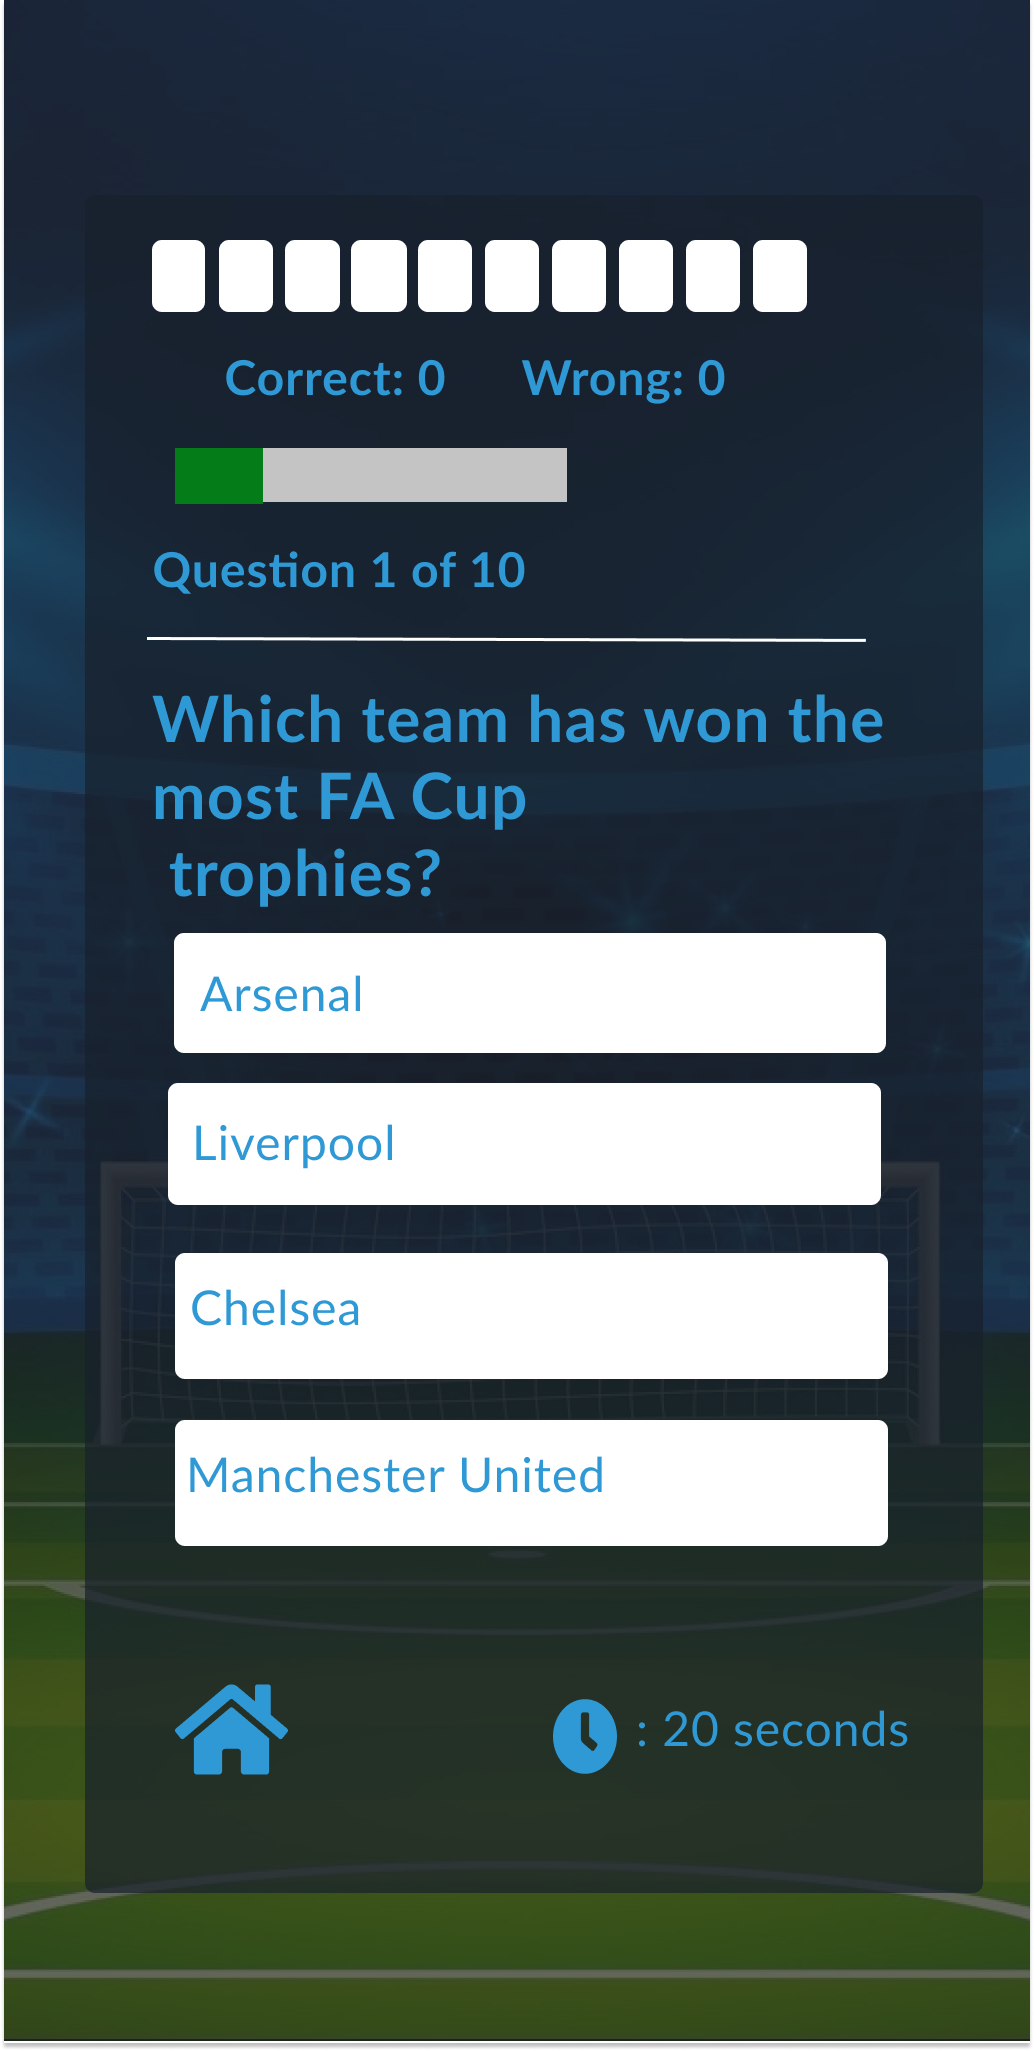 Correct: 0 Wrong: 0
Question 1 of 10
Which team has won the
most FA Cup
trophies?
Arsenal
Liverpool
Chelsea
Manchester United
: 20 seconds